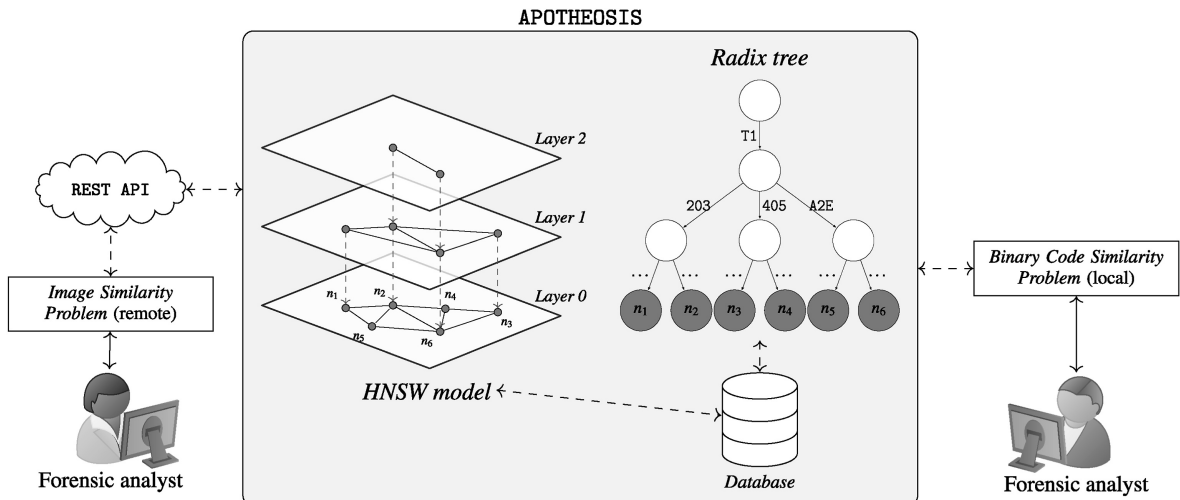 APOTHEOSIS
Radix tree
Layer 2
T1
REST API
203
405
A2E
Layer 1
Binary Code Similarity
Problem (local)
Image Similarity
Problem (remote)
Layer 0
... ... ... ... ...
n1
n2
n4
n3
n5
n6
n1
n2
n3
n4
n5
n6
HNSW model
Database
Forensic analyst
Forensic analyst